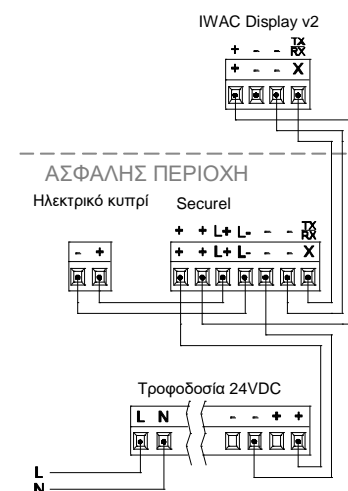 IWAC Display v2
+ - - TX RX
+ - - X
ΑΣΦΑΛΗΣ ΠΕΡΙΟΧΗ
Ηλεκτρικό κυπρί Securel
+ + L+ L- - - TX RX
- + + + L+ L- - - X
Τροφοδοσία 24VDC
L N - - + +
L
N